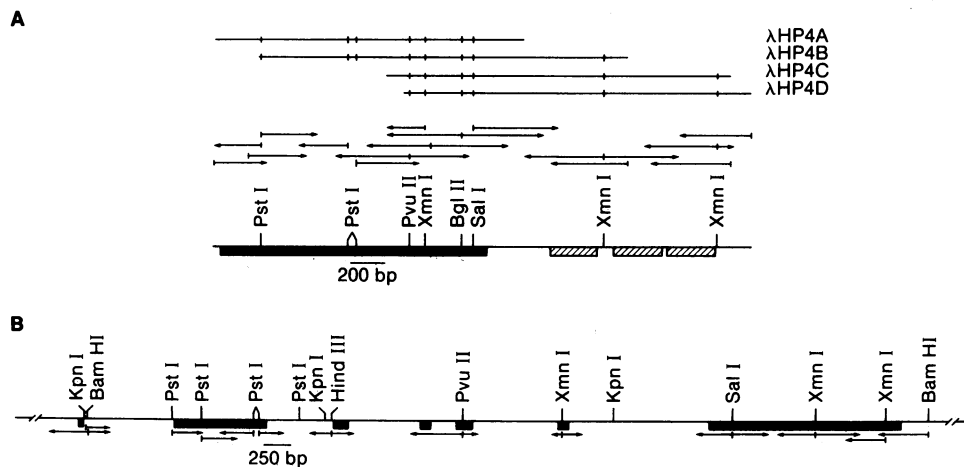 A
λHP4A
λHP4B
λHP4C
λHP4D
Pst I
Pst I
Pvu II
Xmn I
Bgl II
Sal I
Xmn I
Xmn I
200 bp
B
Kpn I
Bam HI
Pst I
Pst I
Pst I
Pst I
Kpn I
Hind III
Pvu II
Xmn I
Kpn I
Sal I
Xmn I
Xmn I
Bam HI
250 bp